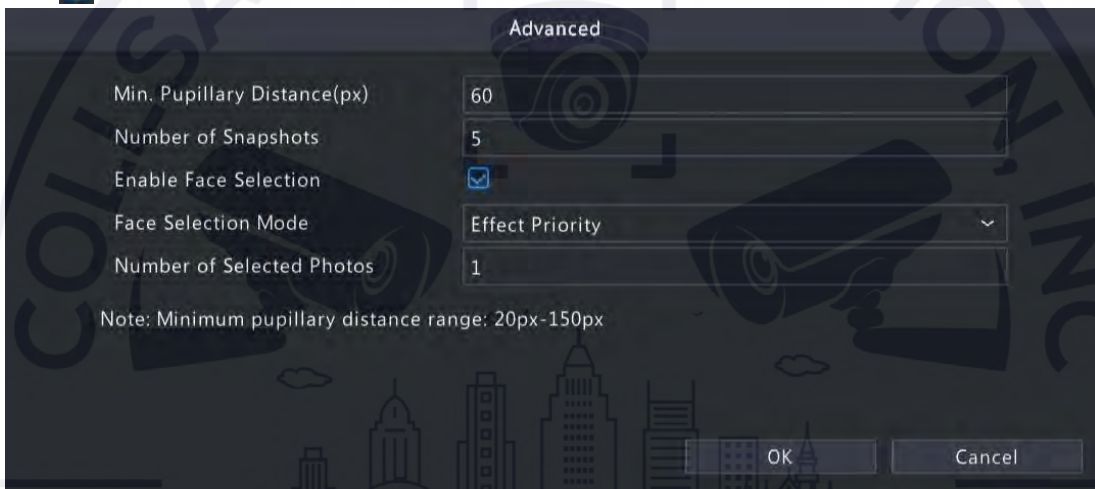 Advanced
Min. Pupillary Distance(px) 60
Number of Snapshots 5
Enable Face Selection
Face Selection Mode Effect Priority
Number of Selected Photos 1
Note: Minimum pupillary distance range: 20px-150px
OK Cancel